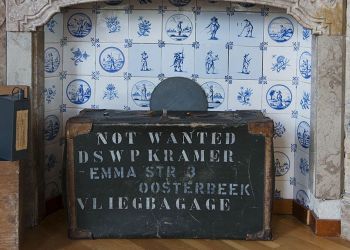 NOT WANTED
DSWP KRAMER
EMMA STR 3
OOSTERBEEK
VLIEGBAGAGE